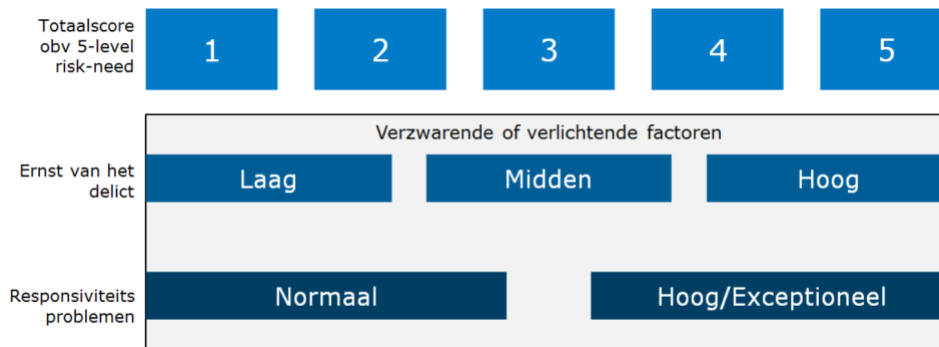 Totaalscore
obv 5-level
risk-need
1
2
3
4
5
Verzwarende of verlichtende factoren
Ernst van het
delict
Laag
Midden
Hoog
Responsiviteits
problemen
Normaal
Hoog/Exceptioneel